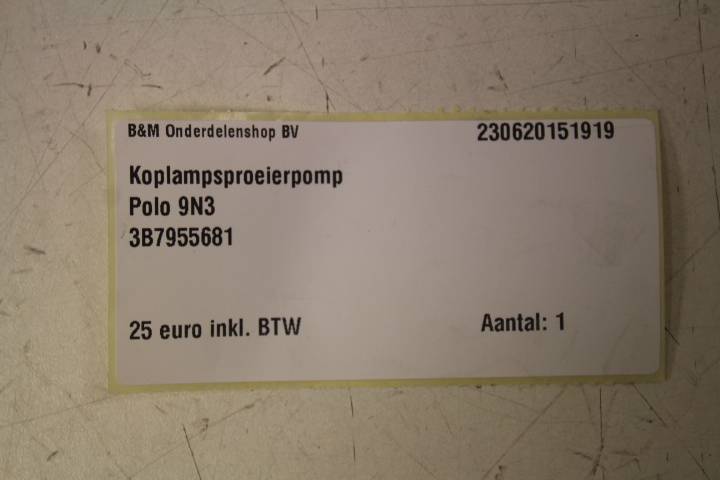 B&M Onderdelenshop BV 230620151919
Koplampsproeierpomp
Polo 9N3
3B7955681
25 euro inkl. BTW Aantal: 1